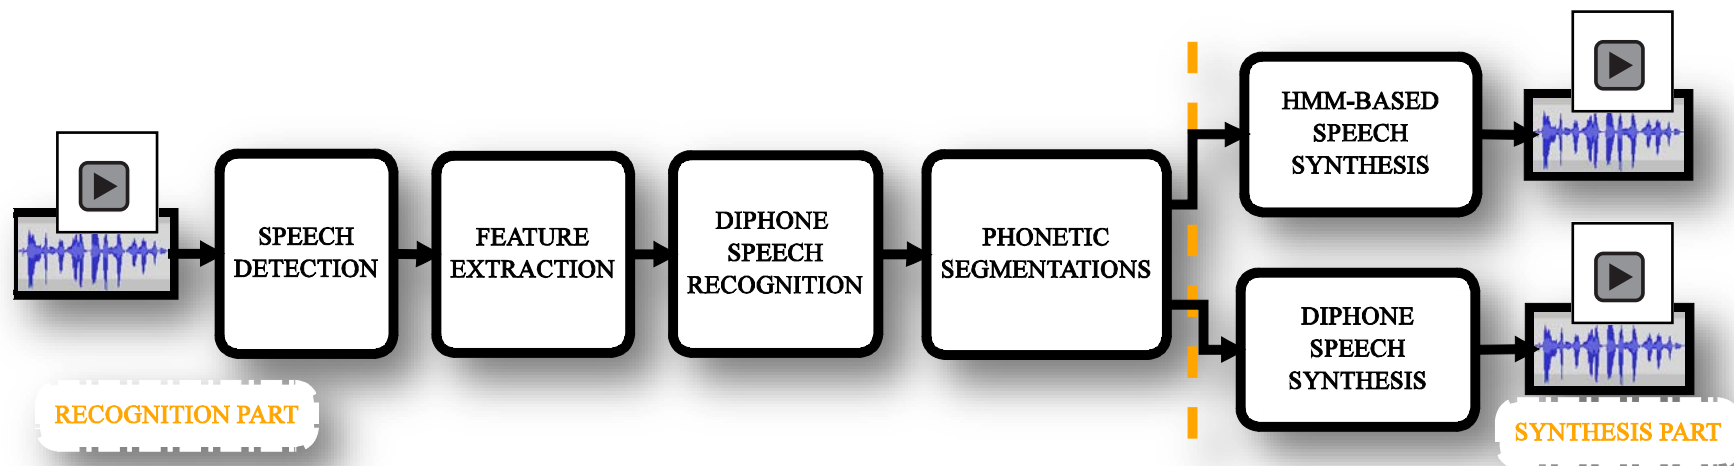 SPEECH
DETECTION
FEATURE
EXTRACTION
DIPHONE
SPEECH
RECOGNITION
PHONETIC
SEGMENTATIONS
HMM-BASED
SPEECH
SYNTHESIS
DIPHONE
SPEECH
SYNTHESIS
RECOGNITION PART
SYNTHESIS PART